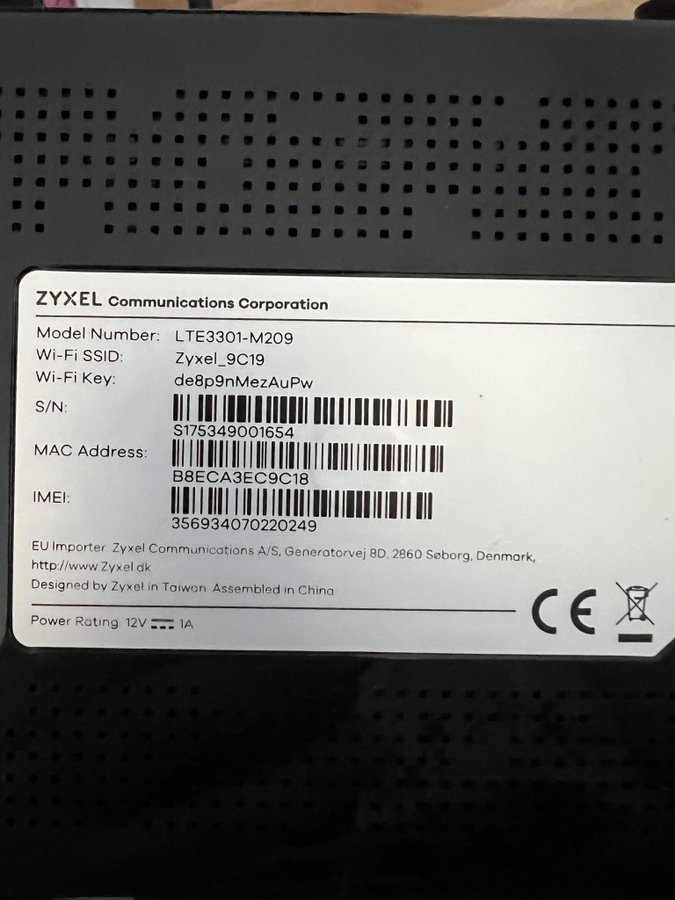 ZYXEL Communications Corporation
Model Number: LTE3301-M209
Wi-Fi SSID: Zyxel_9C19
Wi-Fi Key: de8p9nMezAuPw
S/N:
S175349001654
MAC Address:
B8ECA3EC9C18
IMEI:
356934070220249
EU Importer: Zyxel Communications A/S, Generatorvej 8D, 2860 Søborg, Denmark,
http://www.Zyxel.dk
Designed by Zyxel in Taiwan. Assembled in China
Power Rating: 12V 1A
CE